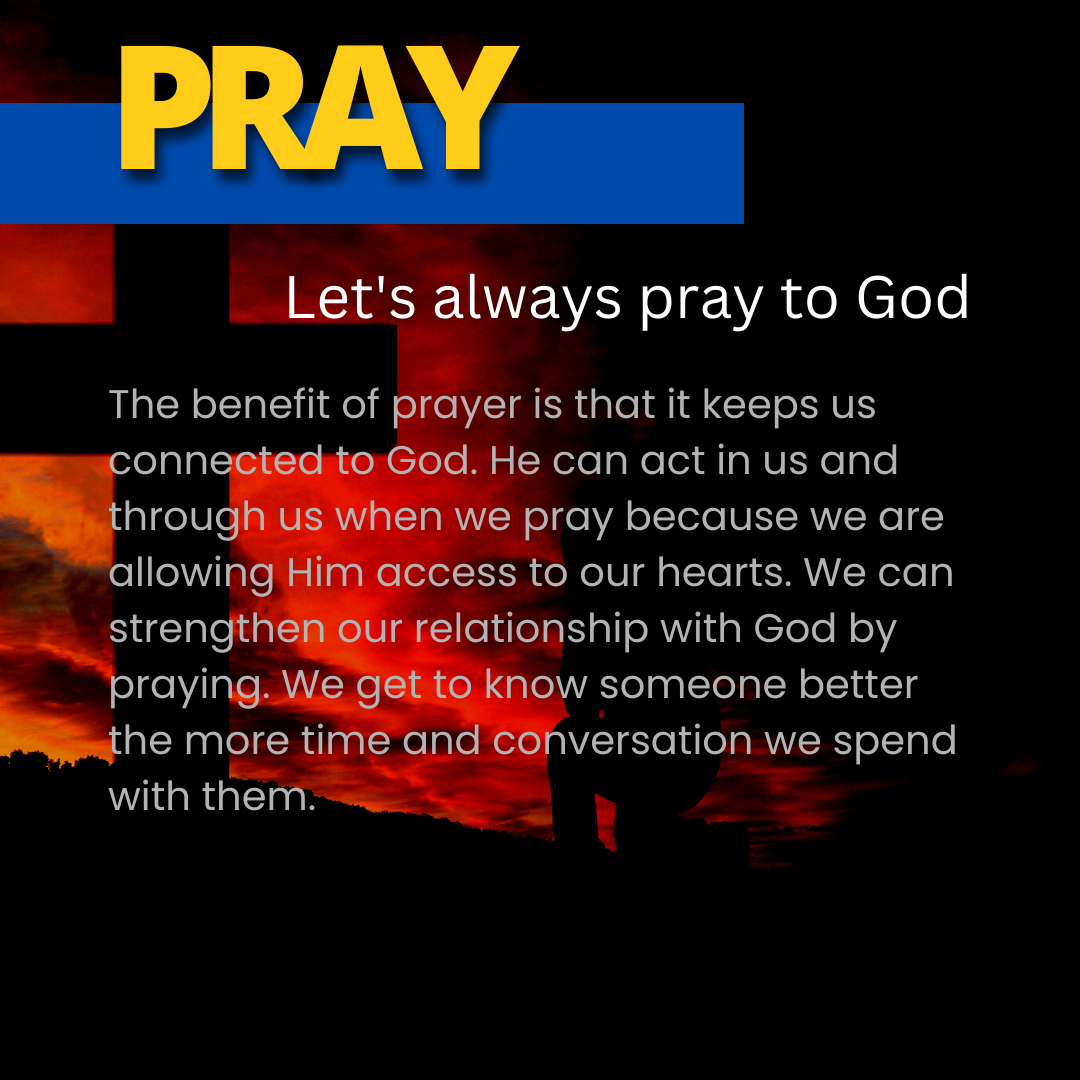 PRAY
Let's always pray to God
The benefit of prayer is that it keeps us
connected to God. He can act in us and
through us when we pray because we are
allowing Him access to our hearts. We can
strengthen our relationship with God by
praying. We get to know someone better
the more time and conversation we spend
with them.